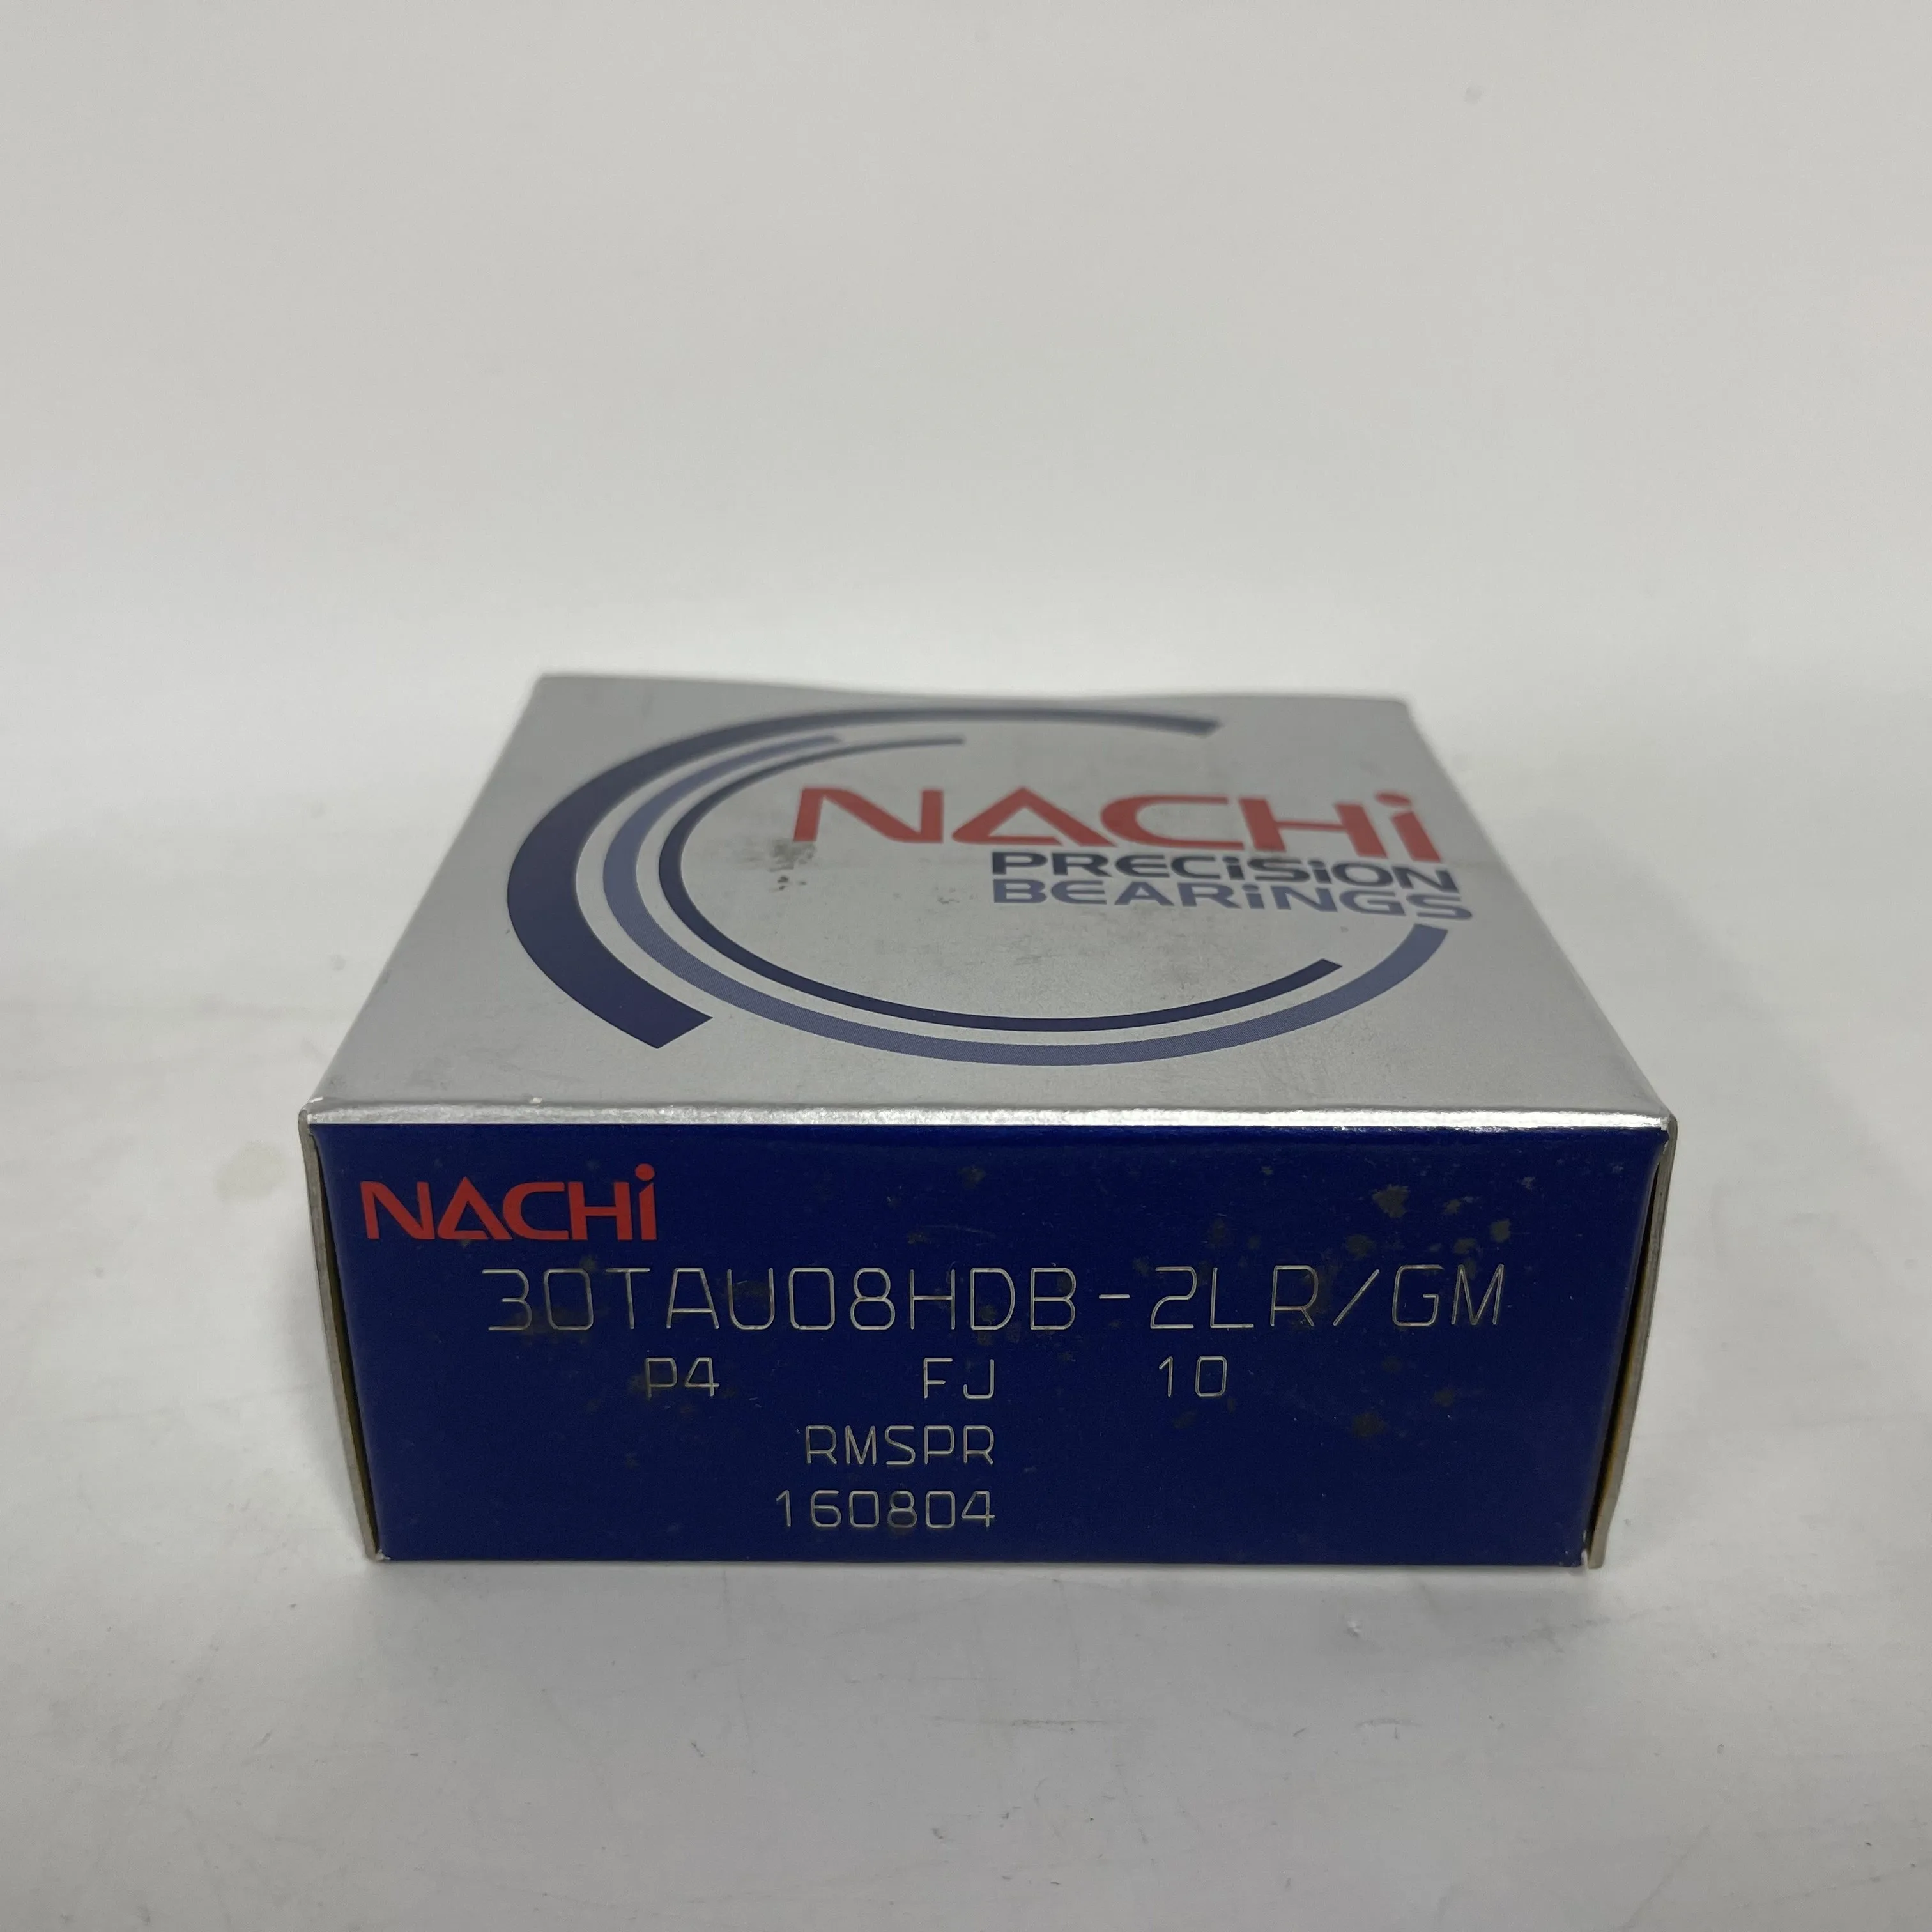 NACHi
PRECiSiON
BEARiNGS
NACHi
30TAU08HDB-2LR/GM
P4 FJ 10
RMSPR
160804